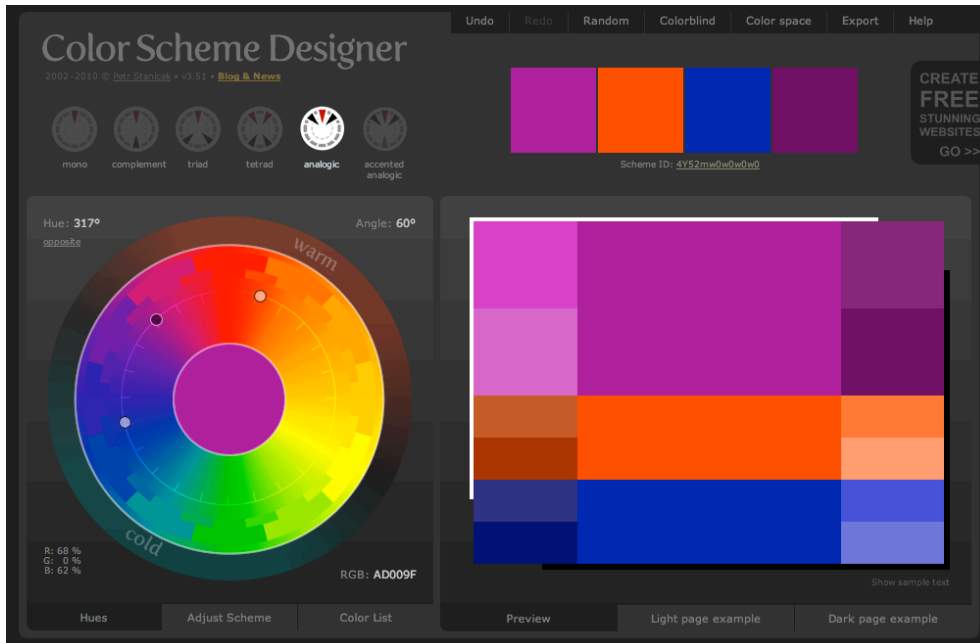 Undo Redo Random Colorblind Color space Export Help
Color Scheme Designer
2002-2010 © Petr Stanicek • v3.51 • Blog & News
CREATE
FREE
STUNNING
WEBSITES
GO >>
mono complement triad tetrad analogic accented
analogic
Scheme ID: 4Y52mw0w0w0w0
Hue: 317° Angle: 60°
opposite
warm
cold
R: 68 %
G: 0 %
B: 62 %
RGB: AD009F
Show sample text
Hues Adjust Scheme Color List
Preview Light page example Dark page example